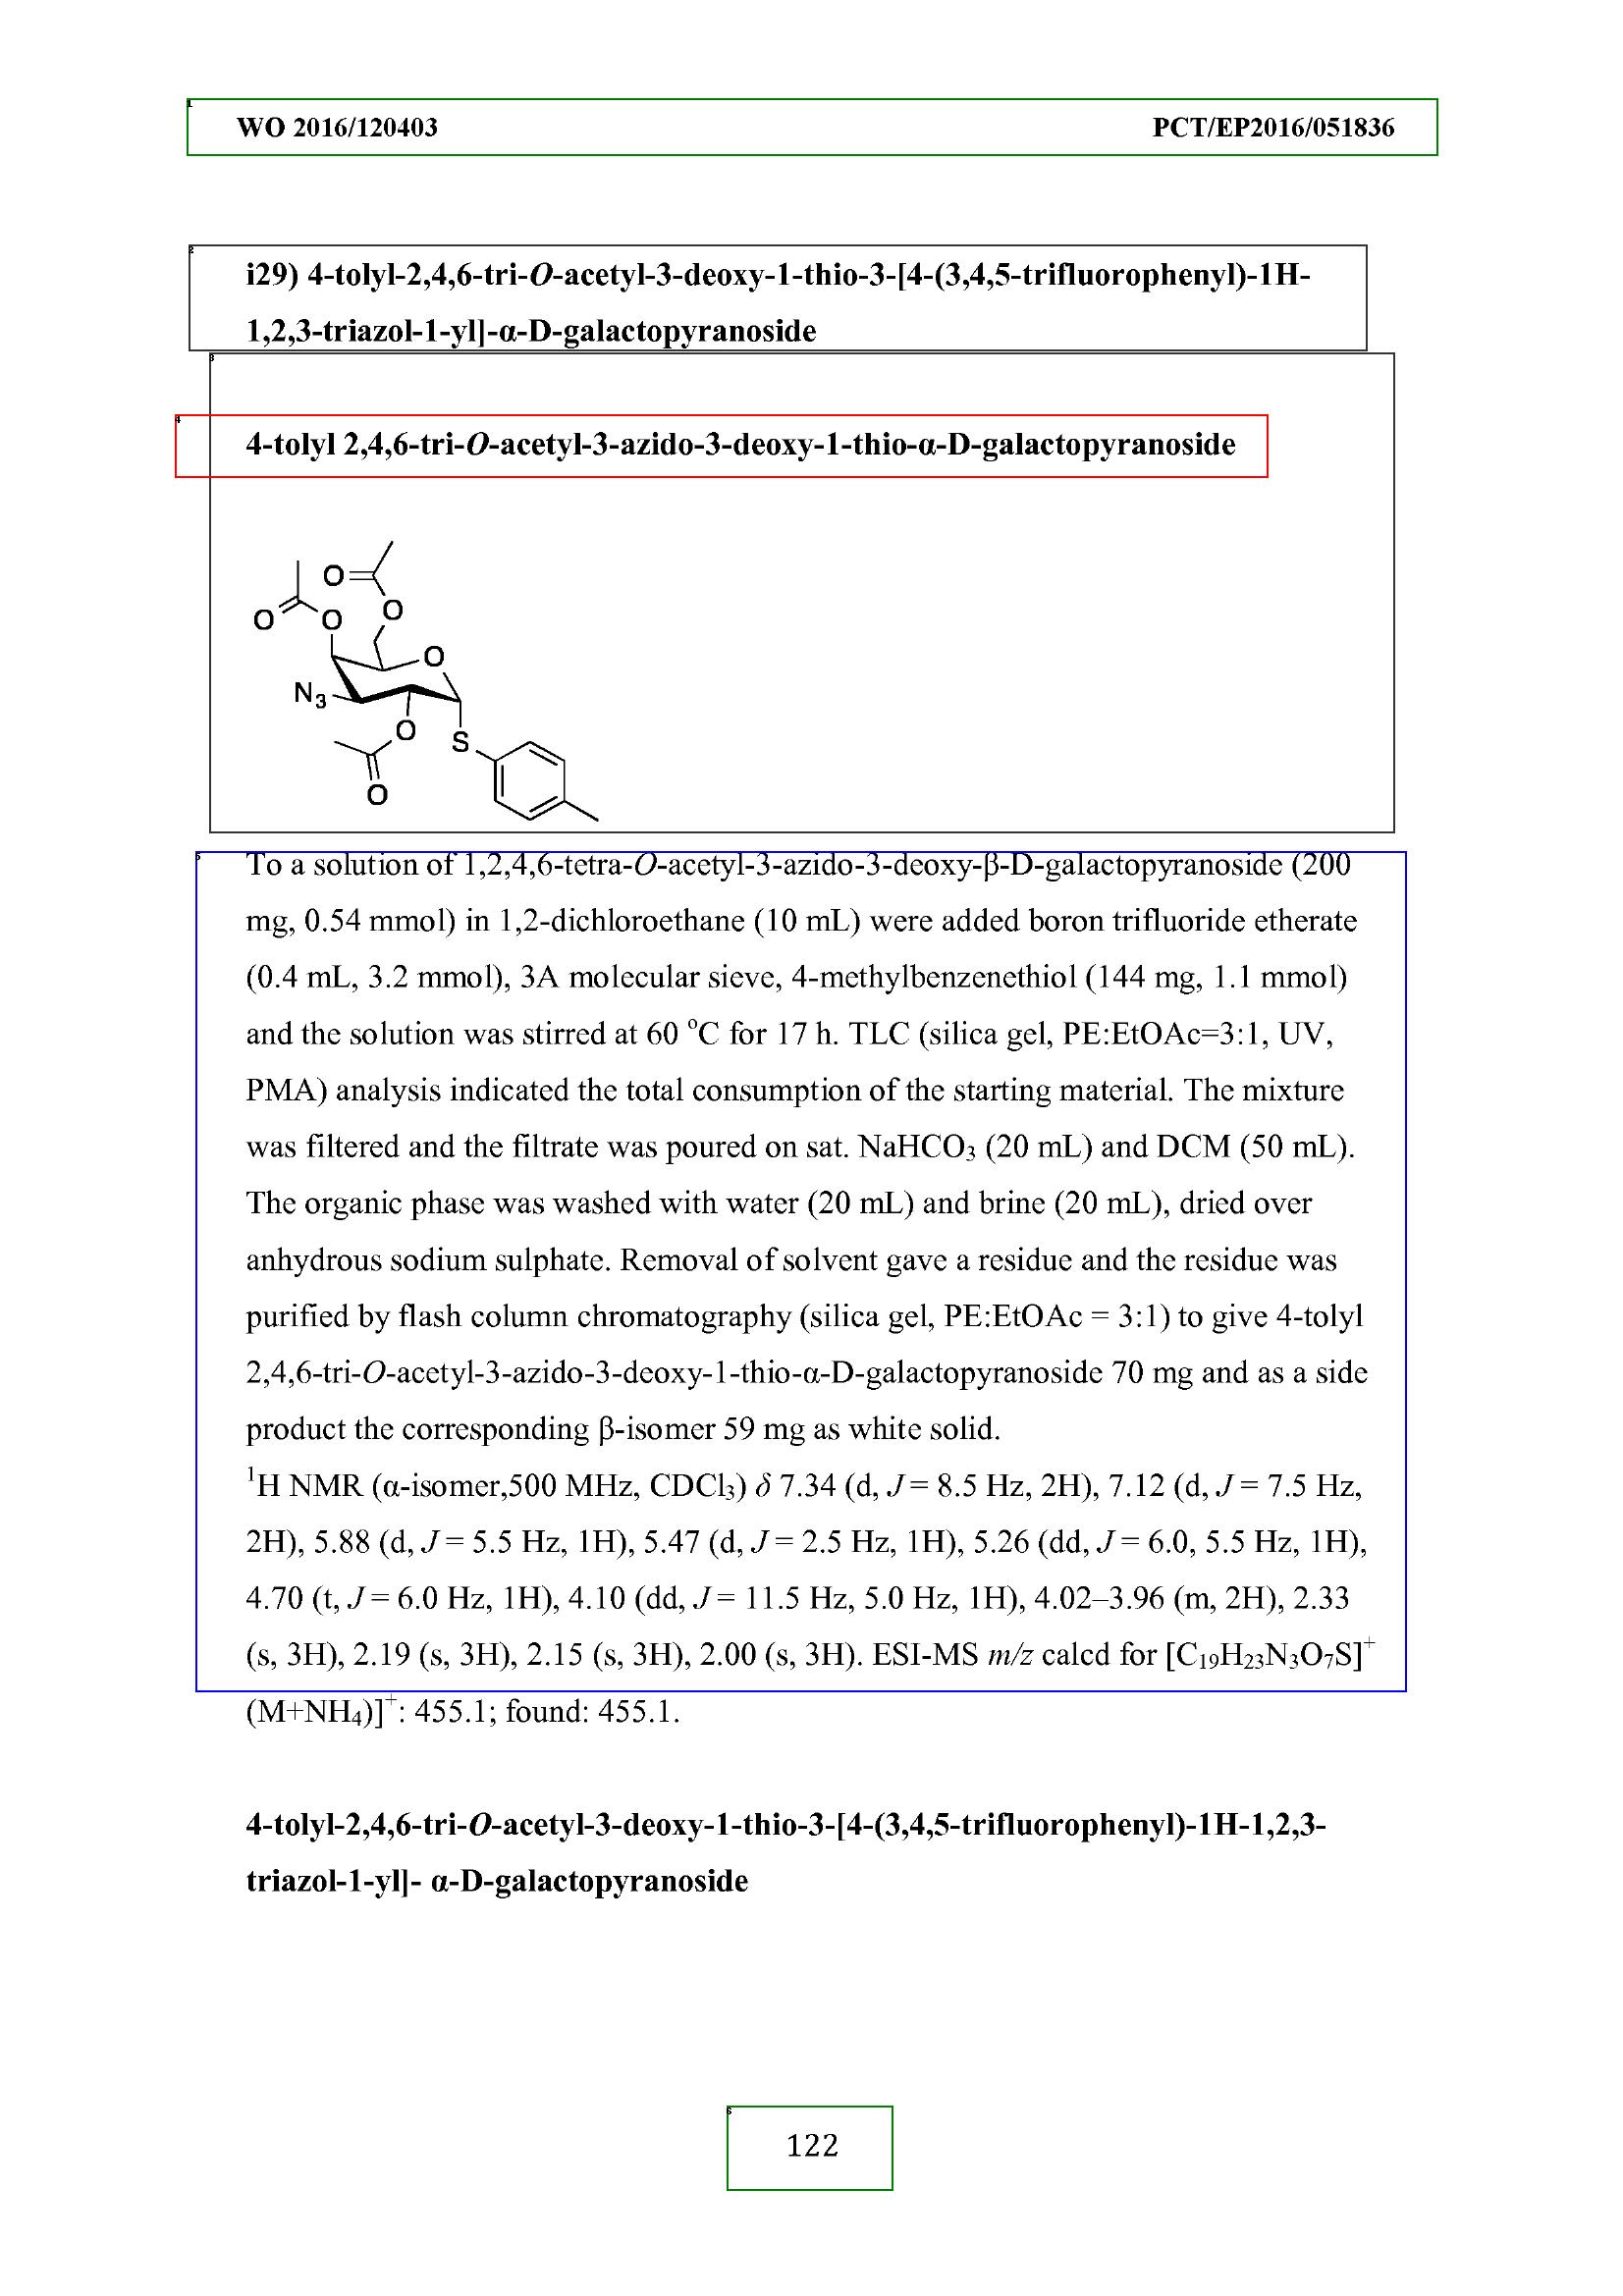 WO 2016/120403 PCT/EP2016/051836
i29) 4-tolyl-2,4,6-tri-O-acetyl-3-deoxy-1-thio-3-[4-(3,4,5-trifluorophenyl)-1H-
1,2,3-triazol-1-yl]-α-D-galactopyranoside
4-tolyl 2,4,6-tri-O-acetyl-3-azido-3-deoxy-1-thio-α-D-galactopyranoside
O
O
O
O
O
N3
O
S
O
To a solution of 1,2,4,6-tetra-O-acetyl-3-azido-3-deoxy-β-D-galactopyranoside (200
mg, 0.54 mmol) in 1,2-dichloroethane (10 mL) were added boron trifluoride etherate
(0.4 mL, 3.2 mmol), 3A molecular sieve, 4-methylbenzenethiol (144 mg, 1.1 mmol)
and the solution was stirred at 60 °C for 17 h. TLC (silica gel, PE:EtOAc=3:1, UV,
PMA) analysis indicated the total consumption of the starting material. The mixture
was filtered and the filtrate was poured on sat. NaHCO₃ (20 mL) and DCM (50 mL).
The organic phase was washed with water (20 mL) and brine (20 mL), dried over
anhydrous sodium sulphate. Removal of solvent gave a residue and the residue was
purified by flash column chromatography (silica gel, PE:EtOAc = 3:1) to give 4-tolyl
2,4,6-tri-O-acetyl-3-azido-3-deoxy-1-thio-α-D-galactopyranoside 70 mg and as a side
product the corresponding β-isomer 59 mg as white solid.
¹H NMR (α-isomer,500 MHz, CDCl₃) δ 7.34 (d, J = 8.5 Hz, 2H), 7.12 (d, J = 7.5 Hz,
2H), 5.88 (d, J = 5.5 Hz, 1H), 5.47 (d, J = 2.5 Hz, 1H), 5.26 (dd, J = 6.0, 5.5 Hz, 1H),
4.70 (t, J = 6.0 Hz, 1H), 4.10 (dd, J = 11.5 Hz, 5.0 Hz, 1H), 4.02–3.96 (m, 2H), 2.33
(s, 3H), 2.19 (s, 3H), 2.15 (s, 3H), 2.00 (s, 3H). ESI-MS m/z calcd for [C₁₉H₂₃N₃O₇S]⁺
(M+NH₄)]⁺: 455.1; found: 455.1.
4-tolyl-2,4,6-tri-O-acetyl-3-deoxy-1-thio-3-[4-(3,4,5-trifluorophenyl)-1H-1,2,3-
triazol-1-yl]- α-D-galactopyranoside
122